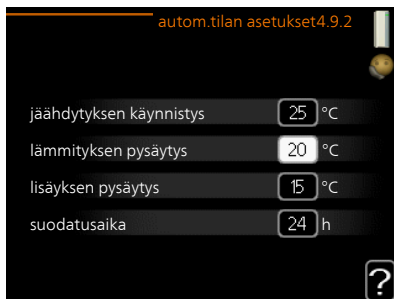 autom.tilan asetukset4.9.2
jäähdytyksen käynnistys 25 °C
lämmityksen pysäytys 20 °C
lisäyksen pysäytys 15 °C
suodatusaika 24 h
?